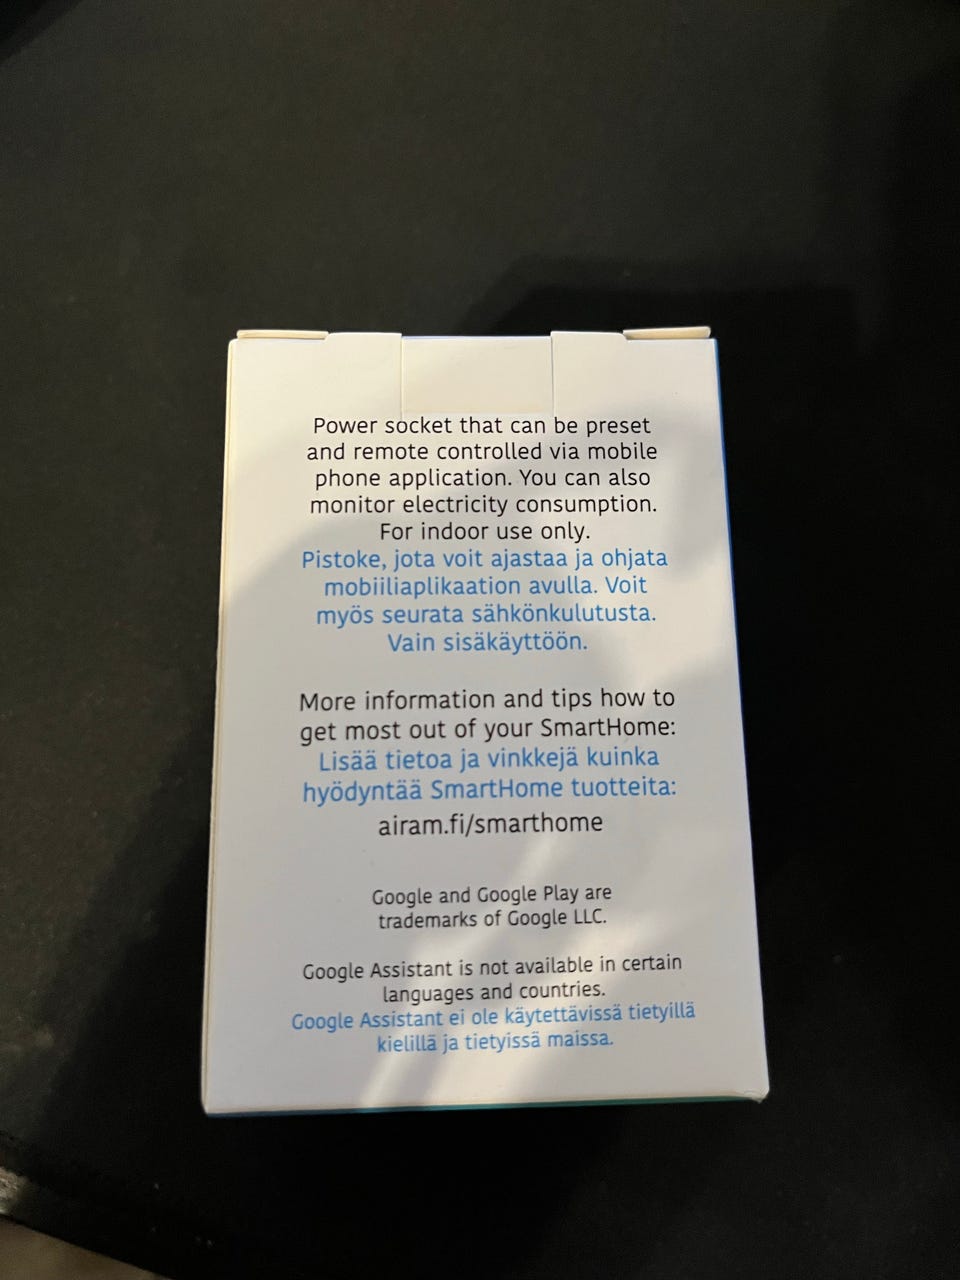 Power socket that can be preset
and remote controlled via mobile
phone application. You can also
monitor electricity consumption.
For indoor use only.
Pistoke, jota voit ajastaa ja ohjata
mobiiliaplikaation avulla. Voit
myös seurata sähkönkulutusta.
Vain sisäkäyttöön.
More information and tips how to
get most out of your SmartHome:
Lisää tietoa ja vinkkejä kuinka
hyödyntää SmartHome tuotteita:
airam.fi/smarthome
Google and Google Play are
trademarks of Google LLC.
Google Assistant is not available in certain
languages and countries.
Google Assistant ei ole käytettävissä tietyillä
kielillä ja tietyissä maissa.